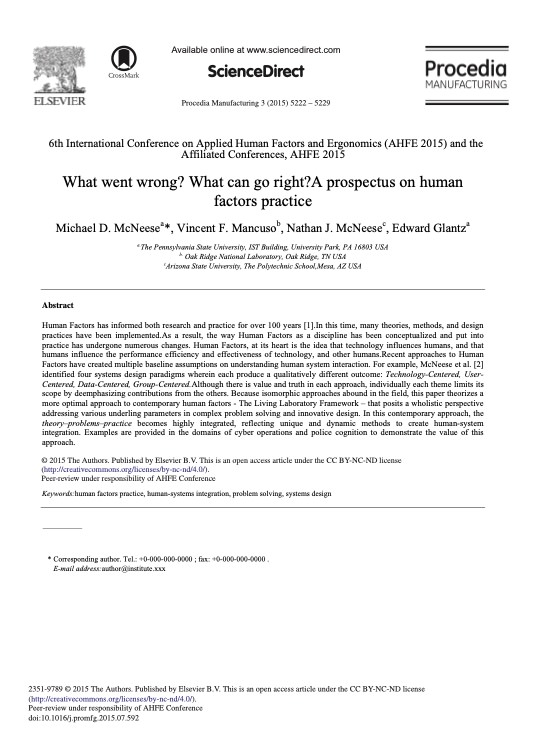 Available online at www.sciencedirect.com
CrossMark
ScienceDirect
ELSEVIER
Procedia
MANUFACTURING
Procedia Manufacturing 3 (2015) 5222 – 5229
6th International Conference on Applied Human Factors and Ergonomics (AHFE 2015) and the
Affiliated Conferences, AHFE 2015
What went wrong? What can go right?A prospectus on human
factors practice
Michael D. McNeeseᵃ*, Vincent F. Mancusoᵇ, Nathan J. McNeeseᶜ, Edward Glantzᵃ
ᵃ The Pennsylvania State University, IST Building, University Park, PA 16803 USA
ᵇ Oak Ridge National Laboratory, Oak Ridge, TN USA
ᶜArizona State University, The Polytechnic School,Mesa, AZ USA
Abstract
Human Factors has informed both research and practice for over 100 years [1].In this time, many theories, methods, and design
practices have been implemented.As a result, the way Human Factors as a discipline has been conceptualized and put into
practice has undergone numerous changes. Human Factors, at its heart is the idea that technology influences humans, and that
humans influence the performance efficiency and effectiveness of technology, and other humans.Recent approaches to Human
Factors have created multiple baseline assumptions on understanding human system interaction. For example, McNeese et al. [2]
identified four systems design paradigms wherein each produce a qualitatively different outcome: Technology-Centered, User-
Centered, Data-Centered, Group-Centered.Although there is value and truth in each approach, individually each theme limits its
scope by deemphasizing contributions from the others. Because isomorphic approaches abound in the field, this paper theorizes a
more optimal approach to contemporary human factors - The Living Laboratory Framework – that posits a wholistic perspective
addressing various underling parameters in complex problem solving and innovative design. In this contemporary approach, the
theory–problems–practice becomes highly integrated, reflecting unique and dynamic methods to create human-system
integration. Examples are provided in the domains of cyber operations and police cognition to demonstrate the value of this
approach.
© 2015 The Authors. Published by Elsevier B.V. This is an open access article under the CC BY-NC-ND license
(http://creativecommons.org/licenses/by-nc-nd/4.0/).
Peer-review under responsibility of AHFE Conference
Keywords:human factors practice, human-systems integration, problem solving, systems design
* Corresponding author. Tel.: +0-000-000-0000 ; fax: +0-000-000-0000 .
E-mail address:author@institute.xxx
2351-9789 © 2015 The Authors. Published by Elsevier B.V. This is an open access article under the CC BY-NC-ND license
(http://creativecommons.org/licenses/by-nc-nd/4.0/).
Peer-review under responsibility of AHFE Conference
doi:10.1016/j.promfg.2015.07.592